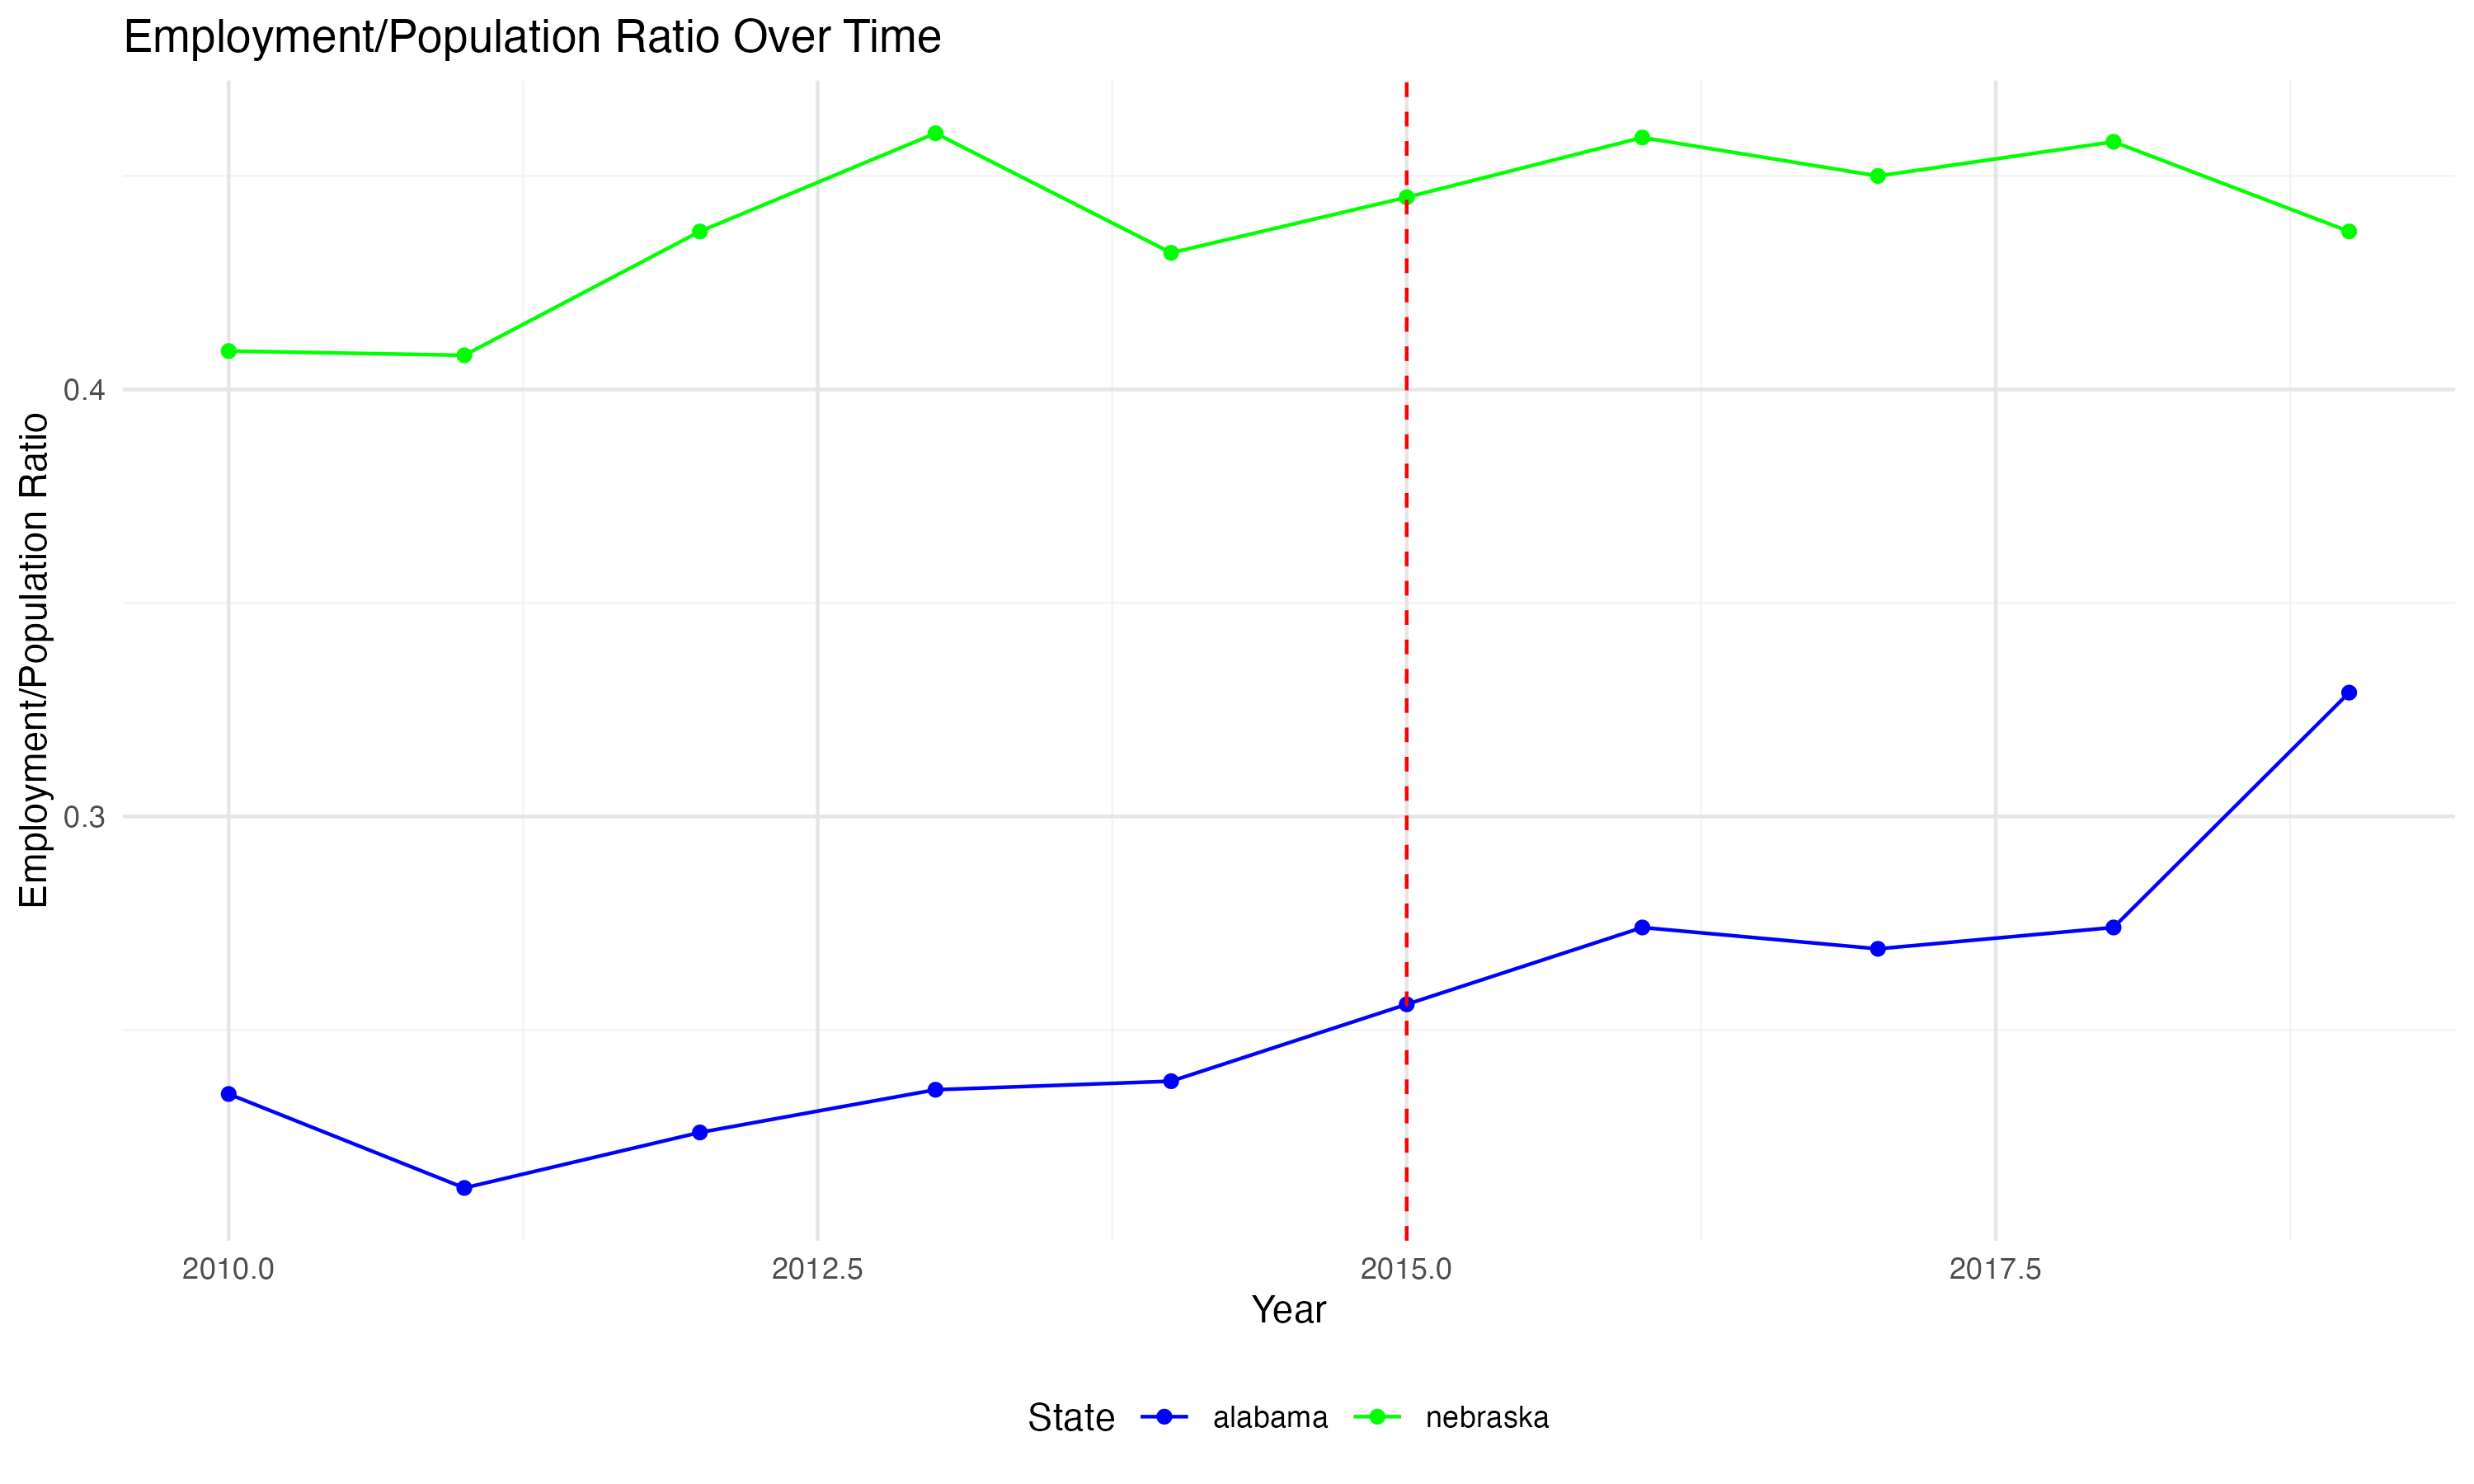 Employment/Population Ratio Over Time
Employment/Population Ratio
0.4
0.3
2010.0 2012.5 2015.0 2017.5
Year
State alabama nebraska